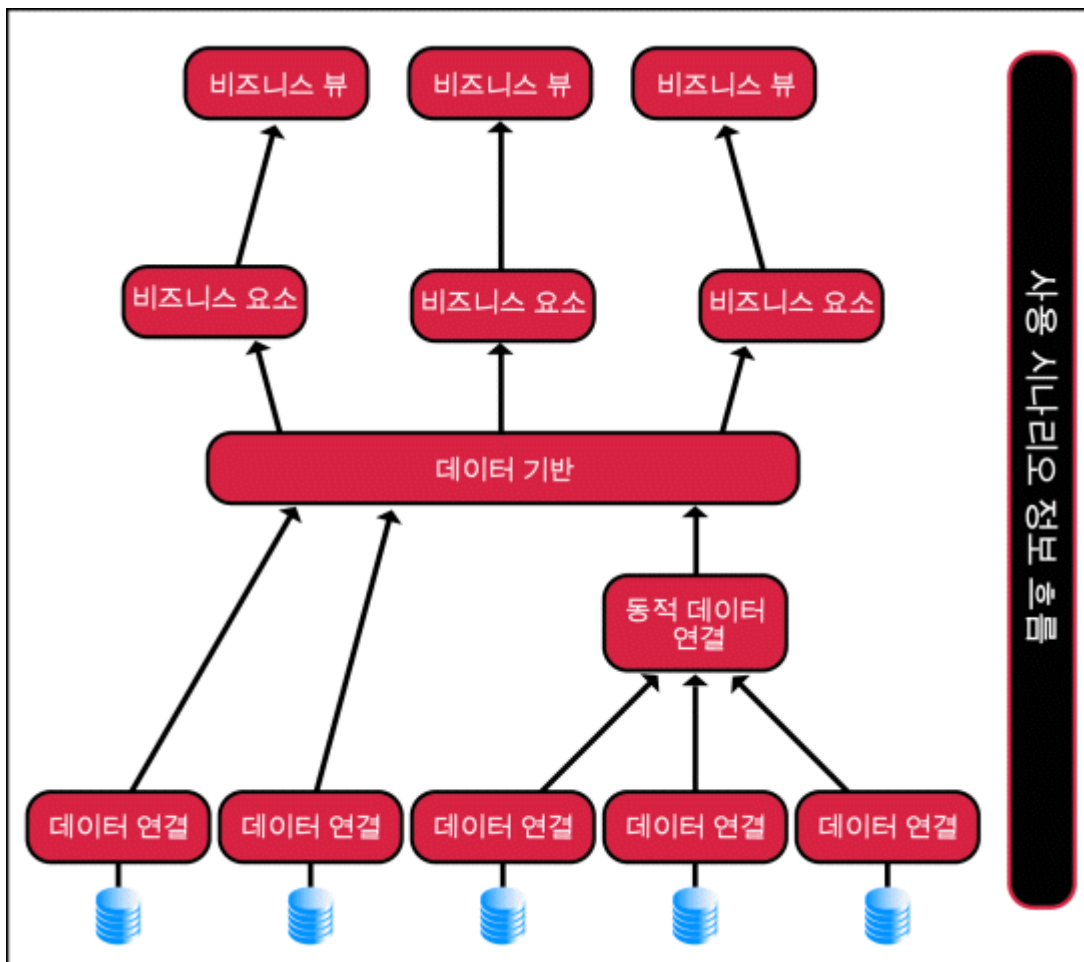 비즈니스 뷰
비즈니스 뷰
비즈니스 뷰
비즈니스 요소
비즈니스 요소
비즈니스 요소
데이터 기반
동적 데이터
연결
데이터 연결
데이터 연결
데이터 연결
데이터 연결
데이터 연결
사용 시나리오 정보 흐름